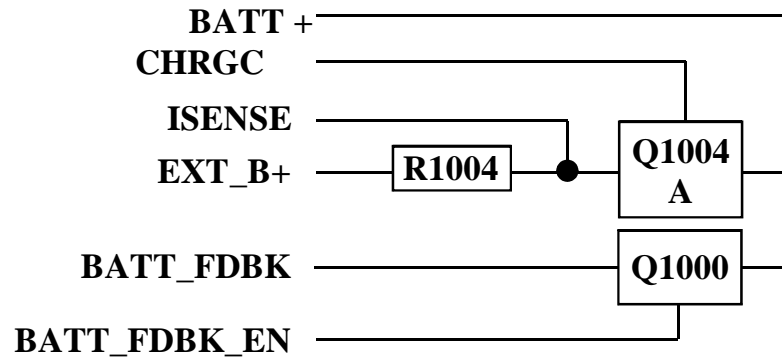 BATT +
CHRGC
ISENSE
EXT_B+
R1004
Q1004
A
BATT_FDBK
Q1000
BATT_FDBK_EN